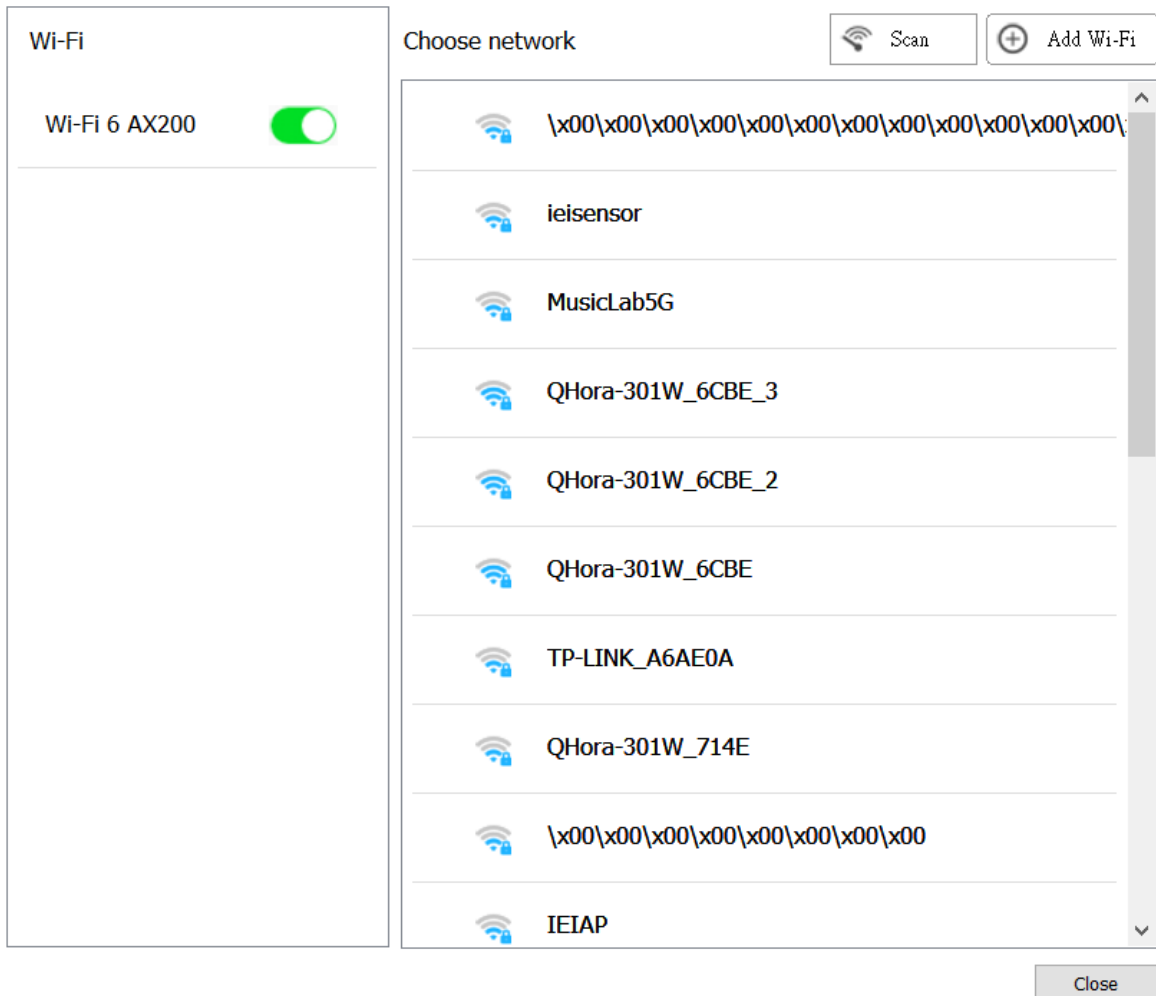 Wi-Fi
Wi-Fi 6 AX200
Choose network
Scan
Add Wi-Fi
\x00\x00\x00\x00\x00\x00\x00\x00\x00\x00\x00\x00\
ieisensor
MusicLab5G
QHora-301W_6CBE_3
QHora-301W_6CBE_2
QHora-301W_6CBE
TP-LINK_A6AE0A
QHora-301W_714E
\x00\x00\x00\x00\x00\x00\x00\x00
IEIAP
Close